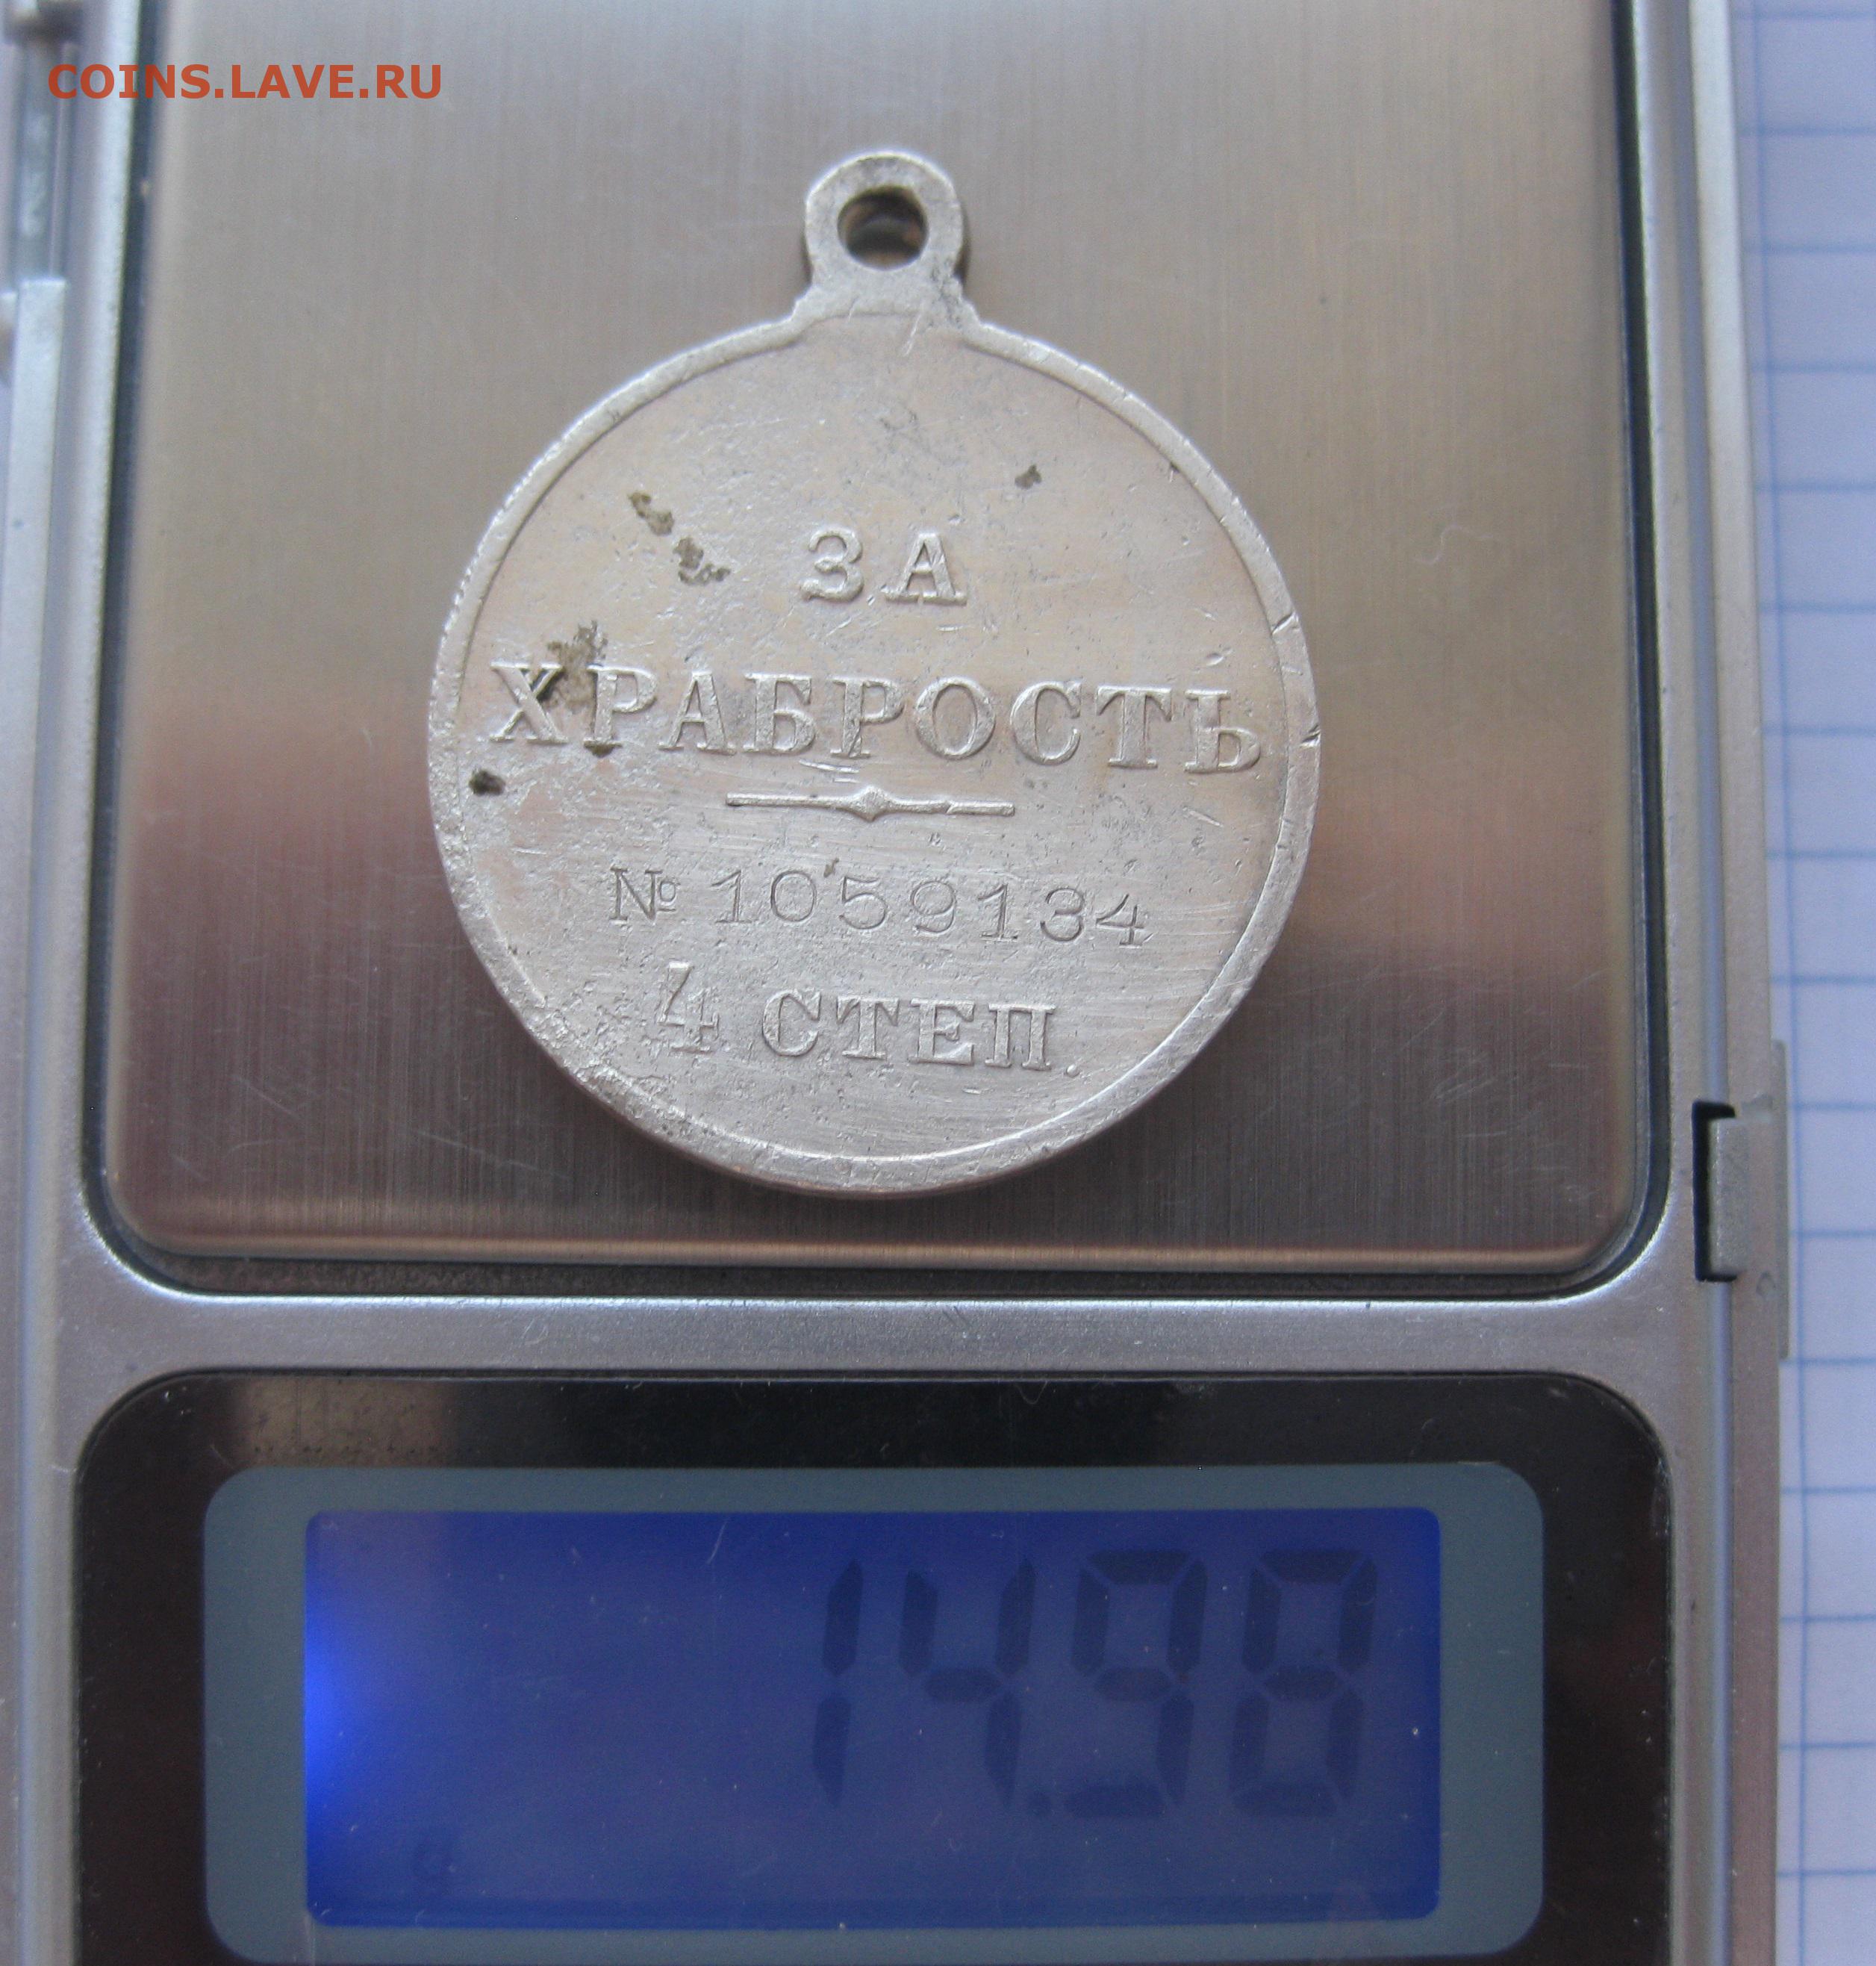 COINS.LAVE.RU
ЗА
ХРАБРОСТЬ
№ 1059134
4 СТЕП.
14.98
g